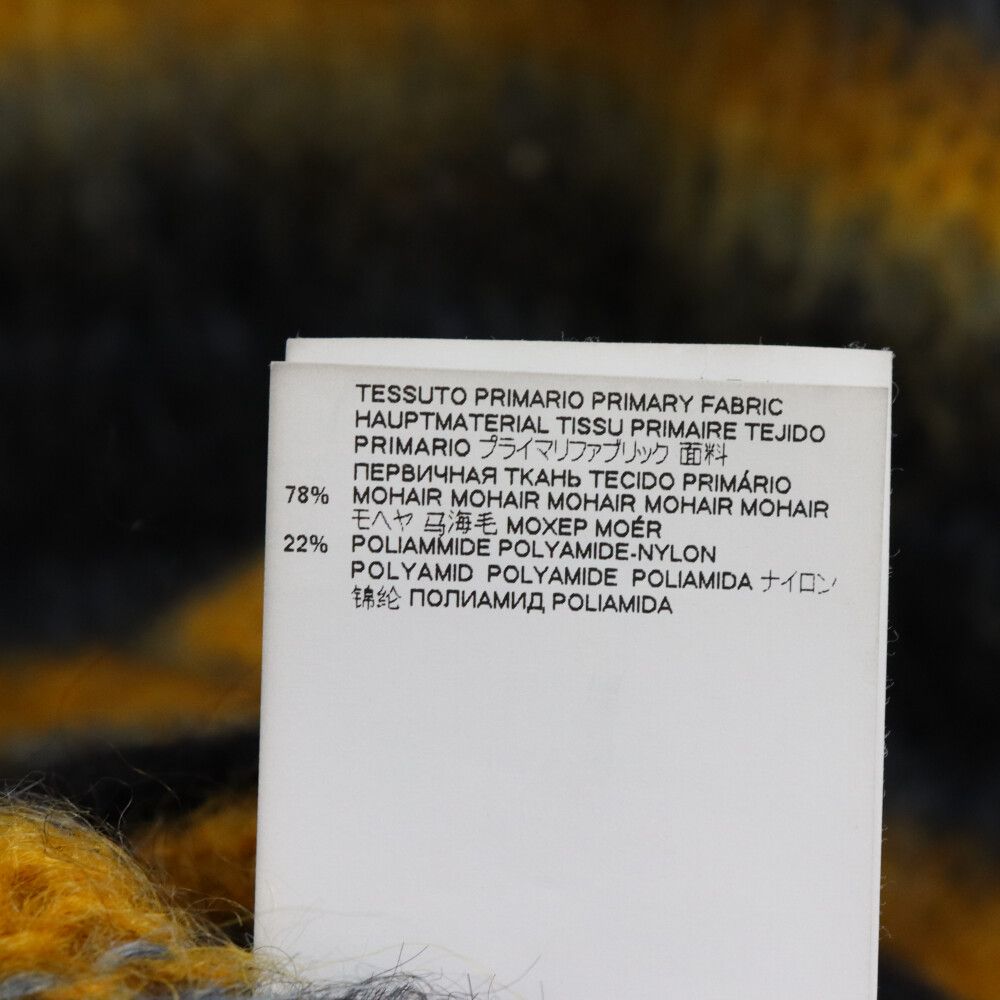 TESSUTO PRIMARIO PRIMARY FABRIC
HAUPTMATERIAL TISSU PRIMAIRE TEJIDO
PRIMARIO プライマリファブリック 面料
ПЕРВИЧНАЯ ТКАНЬ TECIDO PRIMÁRIO
78% MOHAIR MOHAIR MOHAIR MOHAIR MOHAIR
モヘヤ 马海毛 МОХЕР MOÉR
22% POLIAMMIDE POLYAMIDE-NYLON
POLYAMID POLYAMIDE POLIAMIDA ナイロン
锦纶 ПОЛИАМИД POLIAMIDA